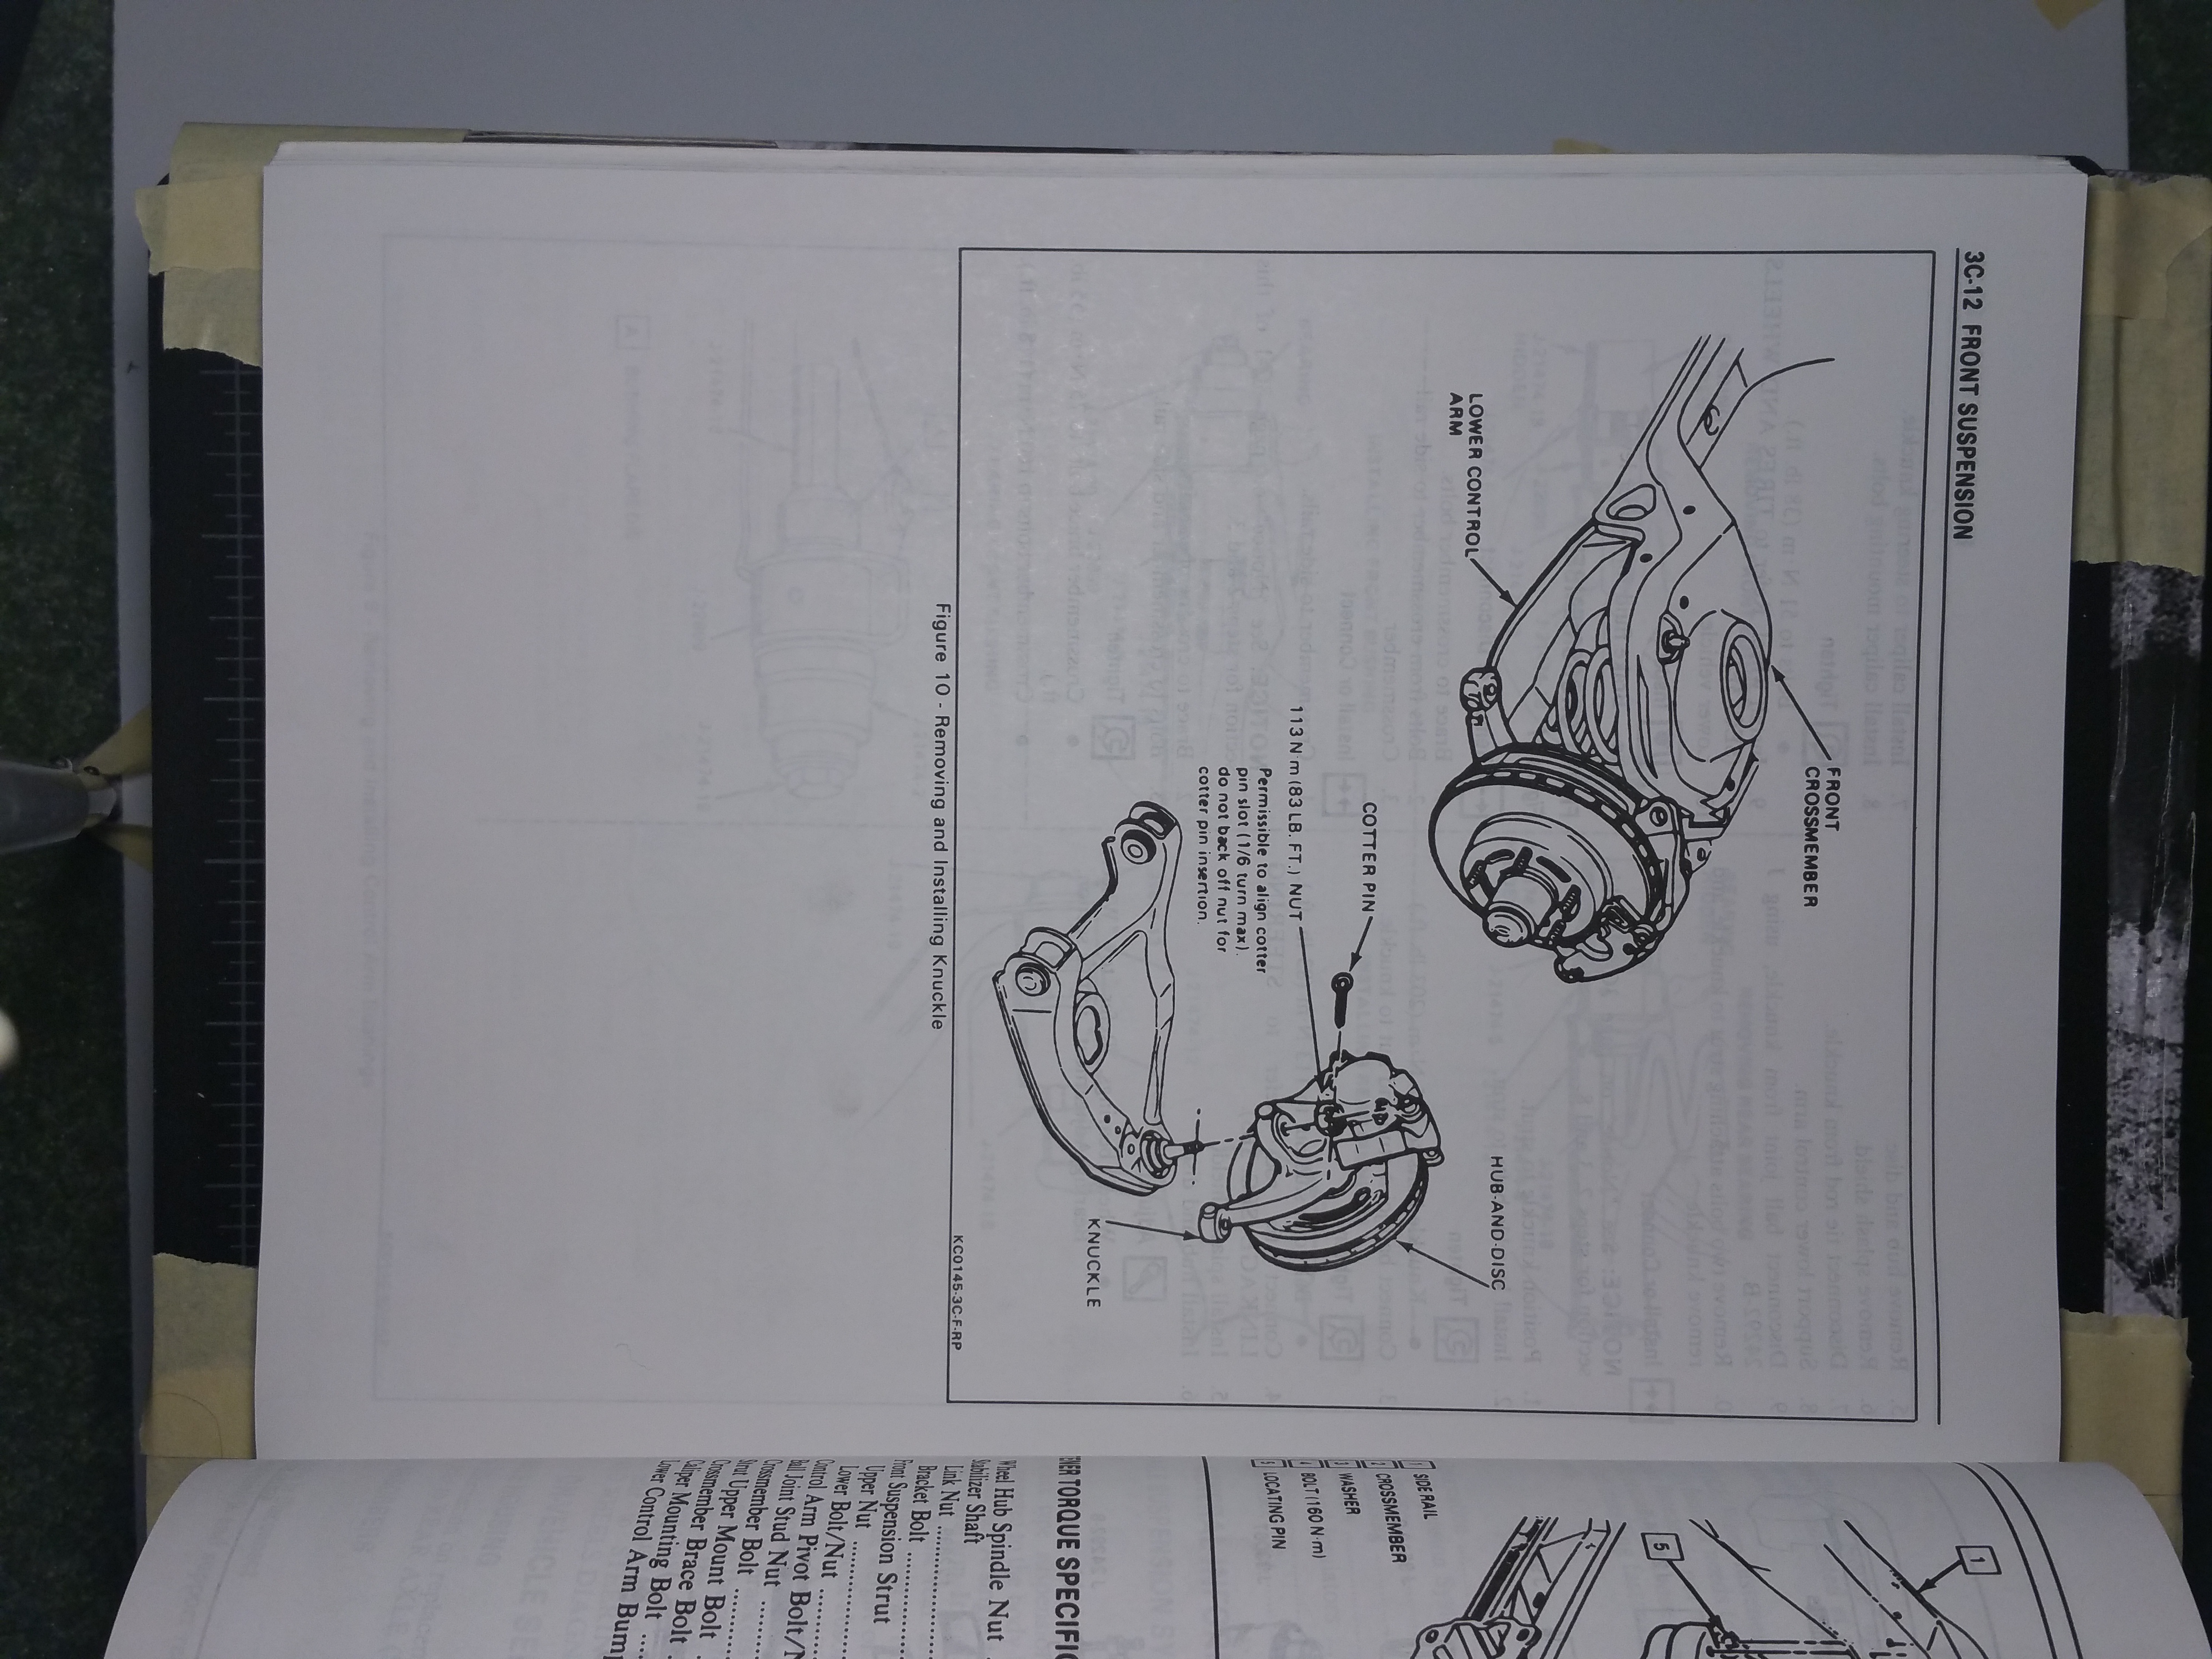 3C-12 FRONT SUSPENSION
FRONT
CROSSMEMBER
LOWER CONTROL
ARM
COTTER PIN
113 N·m (83 LB. FT.) NUT
Permissible to align cotter
pin slot (1/6 turn max).
do not back off nut for
cotter pin insertion.
HUB-AND-DISC
KNUCKLE
KC0145-3C-F-RP
Figure 10 - Removing and Installing Knuckle
1
5
1 SIDE RAIL
2 CROSSMEMBER
3 WASHER
4 BOLT (160 N·m)
5 LOCATING PIN
TORQUE
Wheel Hub Spindle Nut
Stabilizer Shaft
Link Nut
Bracket Bolt
Front Suspension Strut
Upper Nut
Lower Bolt/Nut
Control Arm Pivot Bolt/
Ball Joint Stud Nut
Crossmember Bolt
Strut Upper Mount Bolt
Crossmember Brace Bolt
Caliper Mounting Bolt
Lower Control Arm